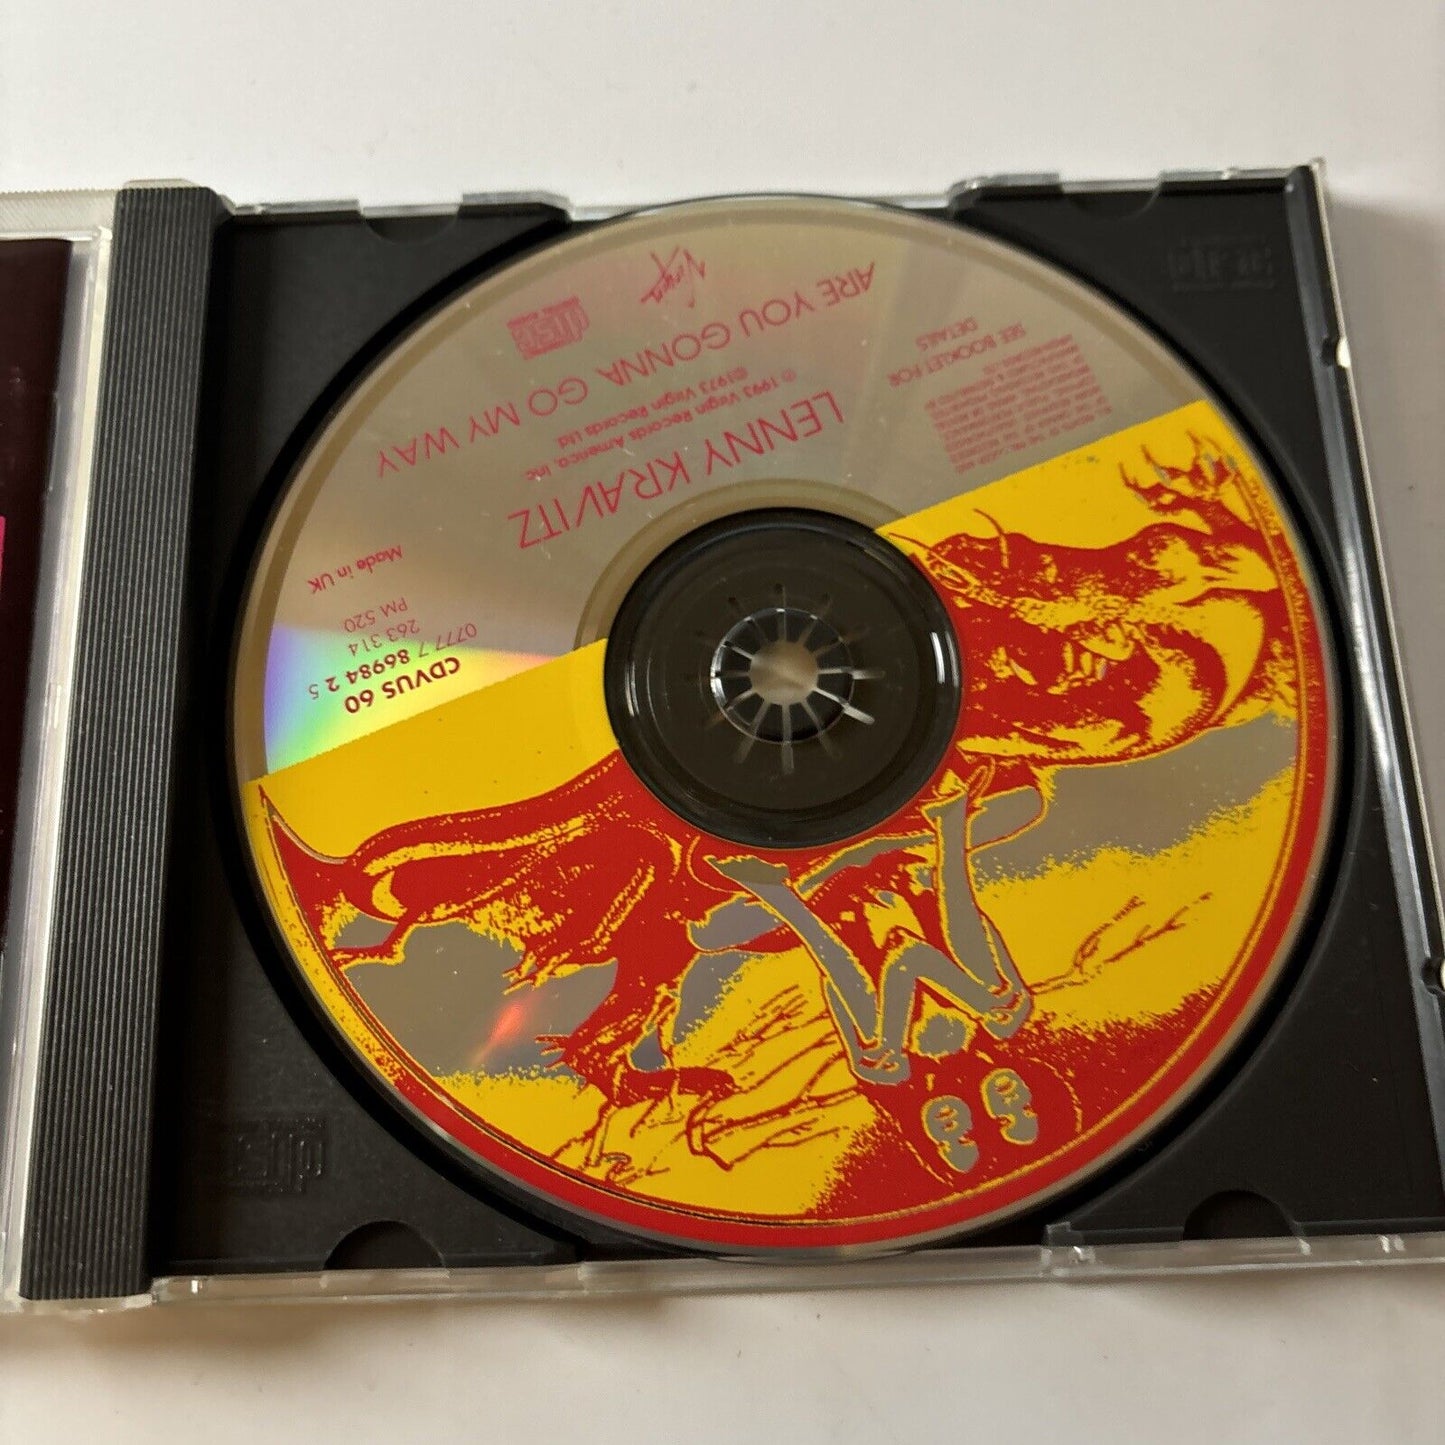 LENNY KRAVITZ
ARE YOU GONNA GO MY WAY
℗ 1993 Virgin Records America, Inc
©1973 Virgin Records Ltd
Virgin
SEE BOOKLET FOR
DETAILS
Made in UK
CDVUS 60
0777 7 86984 2 5
263 314
PM 520